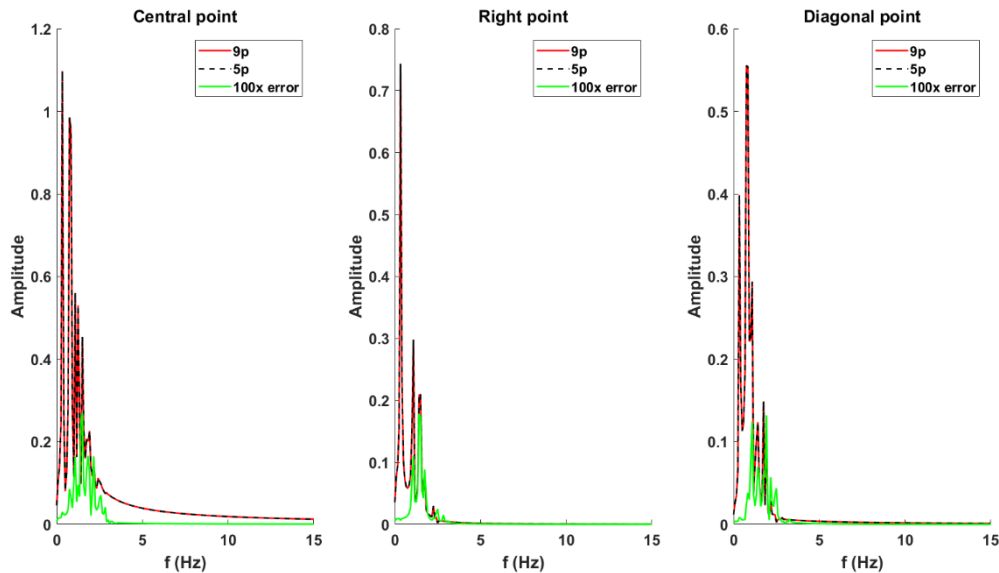 Central point
1.2
1
0.8
0.6
0.4
0.2
0
Amplitude
9p
5p
100x error
0 5 10 15
f (Hz)
Right point
0.8
0.7
0.6
0.5
0.4
0.3
0.2
0.1
0
Amplitude
9p
5p
100x error
0 5 10 15
f (Hz)
Diagonal point
0.6
0.5
0.4
0.3
0.2
0.1
0
Amplitude
9p
5p
100x error
0 5 10 15
f (Hz)